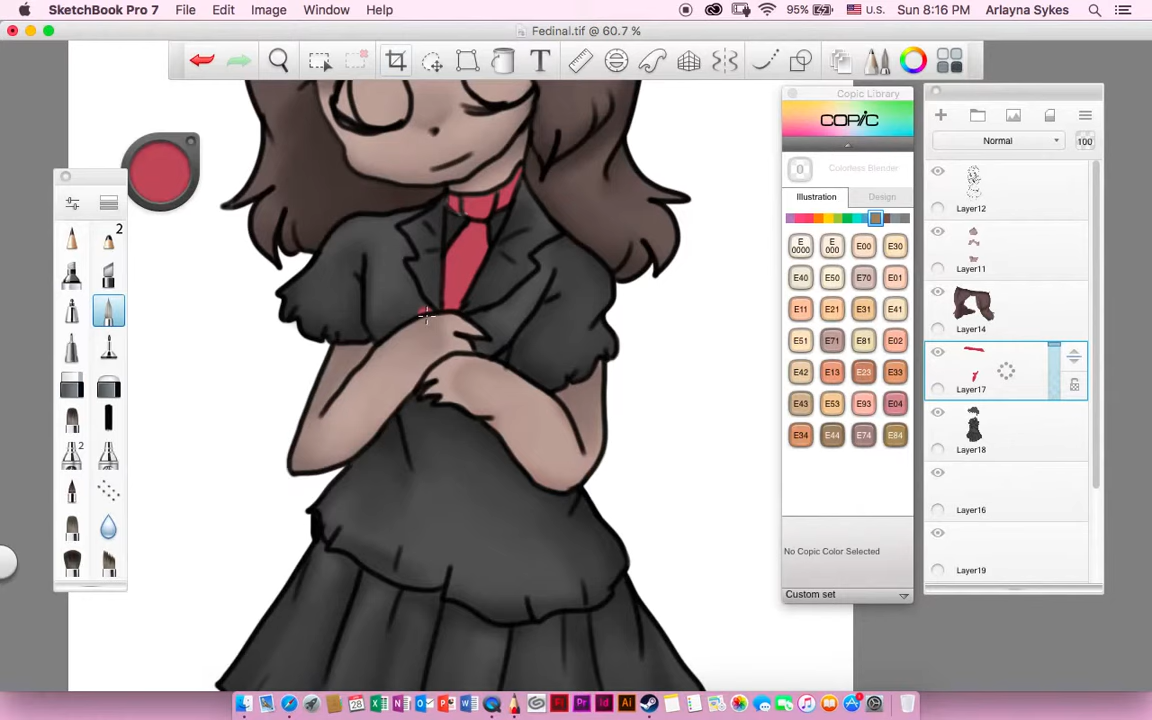 SketchBook Pro 7 File Edit Image Window Help 95% U.S. Sun 8:16 PM Arlayna Sykes
Fedinal.tif @ 60.7 %
T
Copic Library
COPIC
Normal 100
0 Colorless Blender
Illustration Design
2
E 0000 E 000 E00 E30
E40 E50 E70 E01
E11 E21 E31 E41
E51 E71 E81 E02
E42 E13 E23 E33
E43 E53 E93 E04
E34 E44 E74 E84
2
Layer12
Layer11
Layer14
Layer17
Layer18
Layer16
Layer19
No Copic Color Selected
Custom set